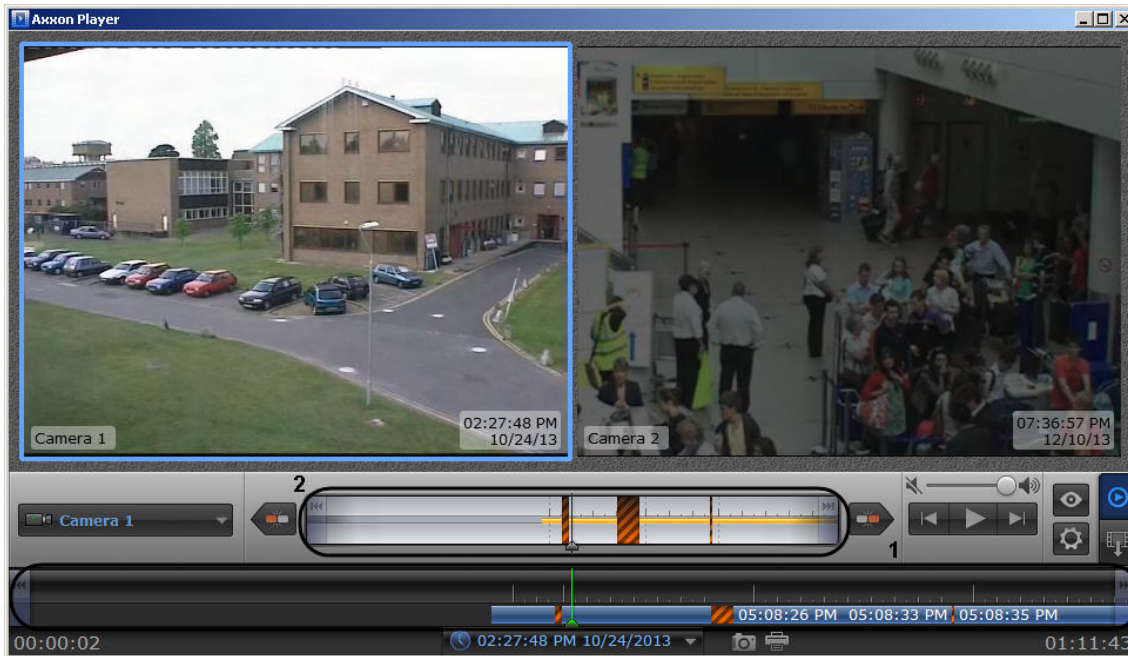 Axxon Player
02:27:48 PM
10/24/13
Camera 1
07:36:57 PM
12/10/13
Camera 2
2
Camera 1
1
05:08:26 PM 05:08:33 PM 05:08:35 PM
00:00:02
02:27:48 PM 10/24/2013
01:11:43